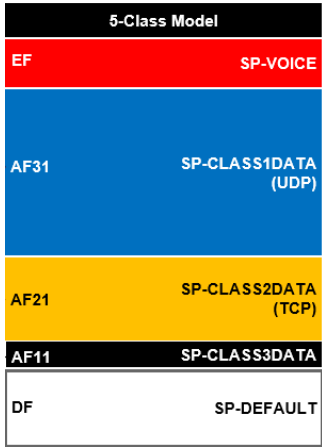 5-Class Model
EF SP-VOICE
AF31 SP-CLASS1DATA
(UDP)
AF21 SP-CLASS2DATA
(TCP)
AF11 SP-CLASS3DATA
DF SP-DEFAULT